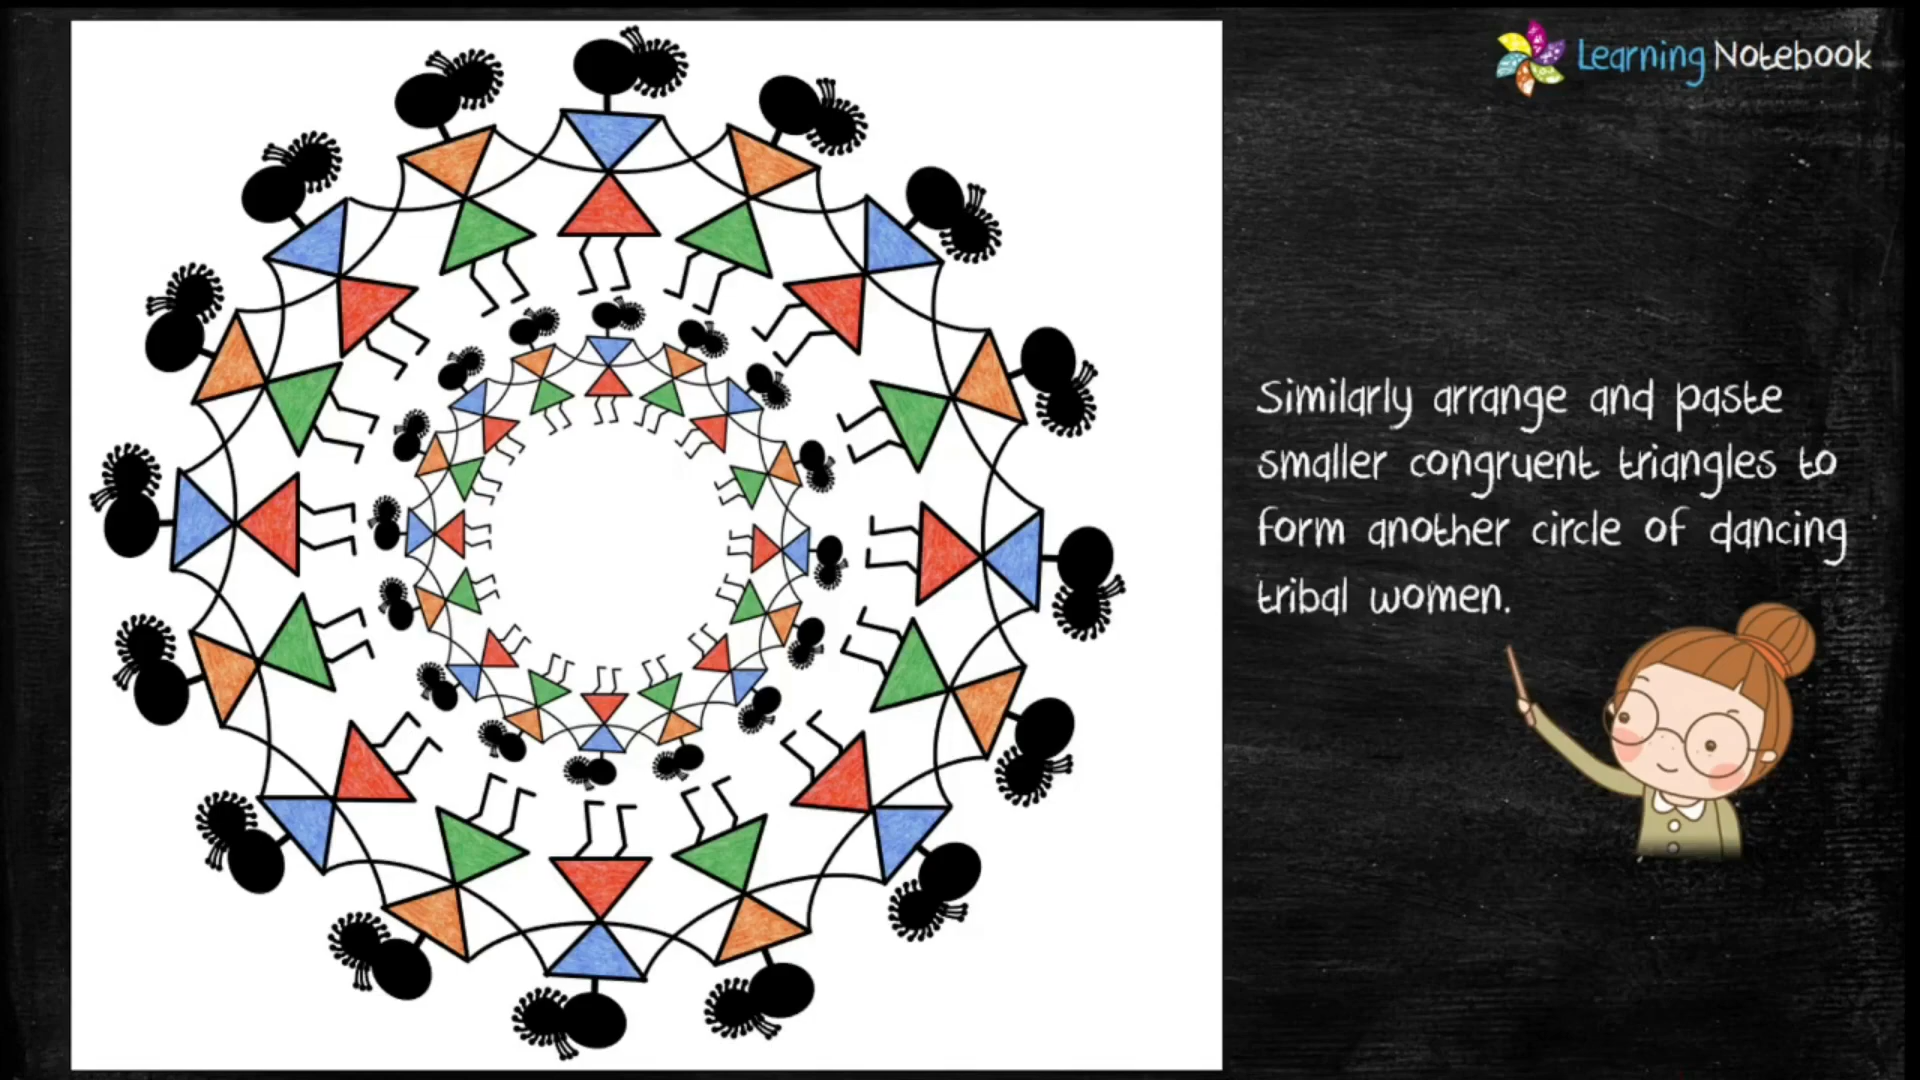 Learning Notebook
Similarly arrange and paste
smaller congruent triangles to
form another circle of dancing
tribal women.